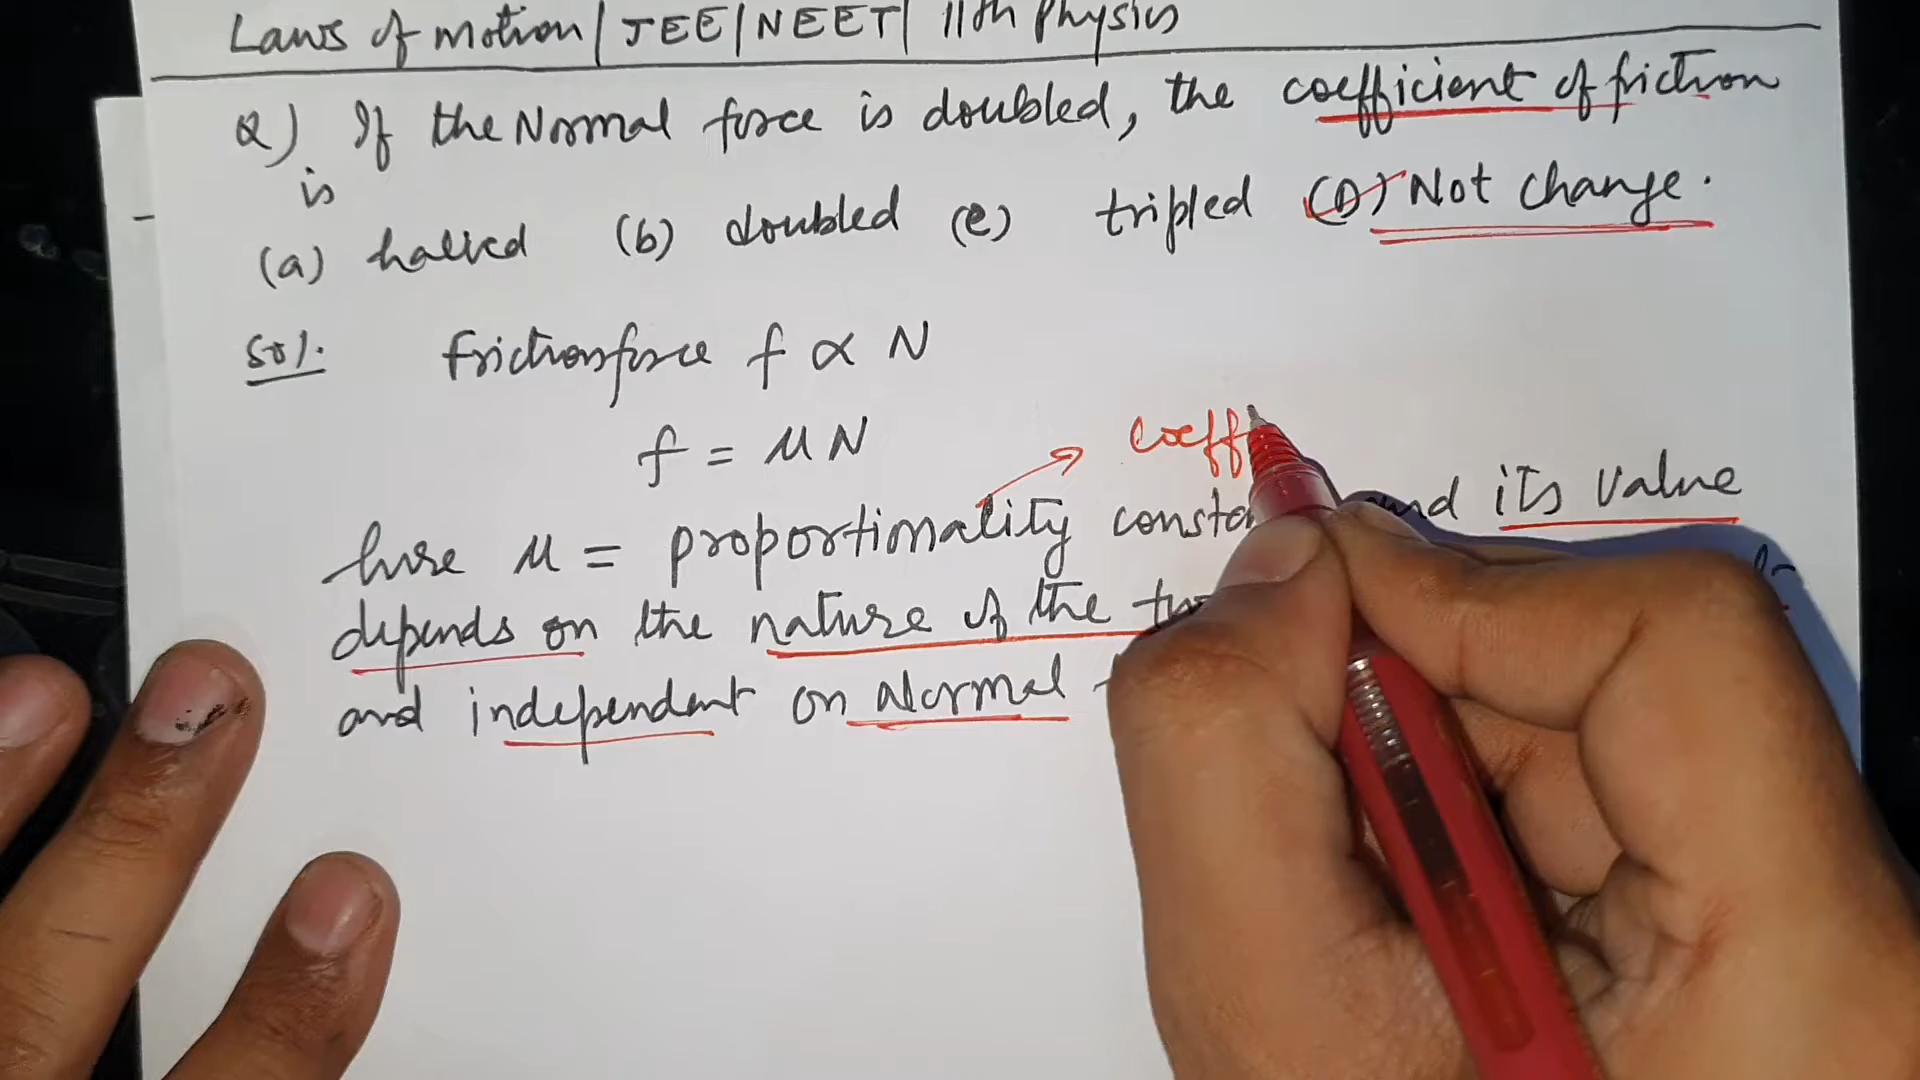 Laws of motion | JEE | NEET | 11th Physics
Q) If the Normal force is doubled, the coefficient of friction
is
(a) halved (b) doubled (c) tripled (D) Not change.
Sol.  Friction force f ∝ N
f = μN
coeff
here μ = proportionality and its value
depends on the nature of the
and independent on Normal